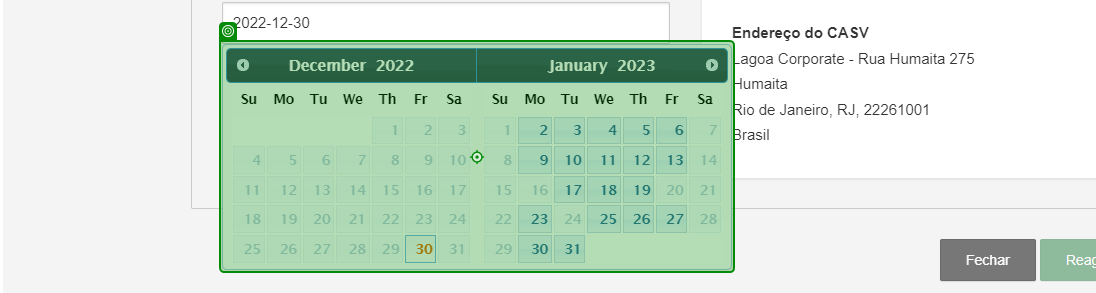 2022-12-30
December 2022
January 2023
Su Mo Tu We Th Fr Sa
Su Mo Tu We Th Fr Sa
1 2 3
1 2 3 4 5 6 7
4 5 6 7 8 9 10
8 9 10 11 12 13 14
11 12 13 14 15 16 17
15 16 17 18 19 20 21
18 19 20 21 22 23 24
22 23 24 25 26 27 28
25 26 27 28 29 30 31
29 30 31
Endereço do CASV
Lagoa Corporate - Rua Humaita 275
Humaita
Rio de Janeiro, RJ, 22261001
Brasil
Fechar
Reag